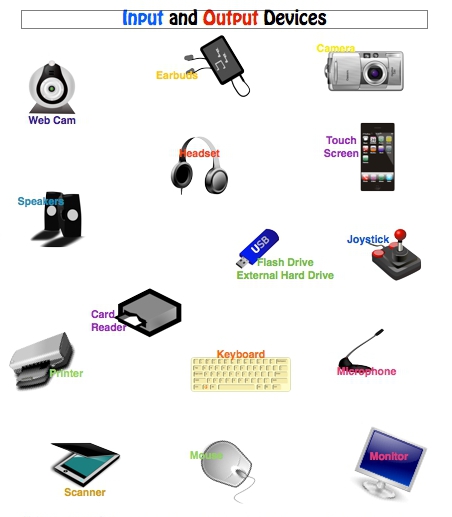 Input and Output Devices
Camera
Earbuds
Web Cam
Headset
Touch
Screen
Speakers
Joystick
USB
Flash Drive
External Hard Drive
Card
Reader
Keyboard
Printer
Microphone
Mouse
Monitor
Scanner